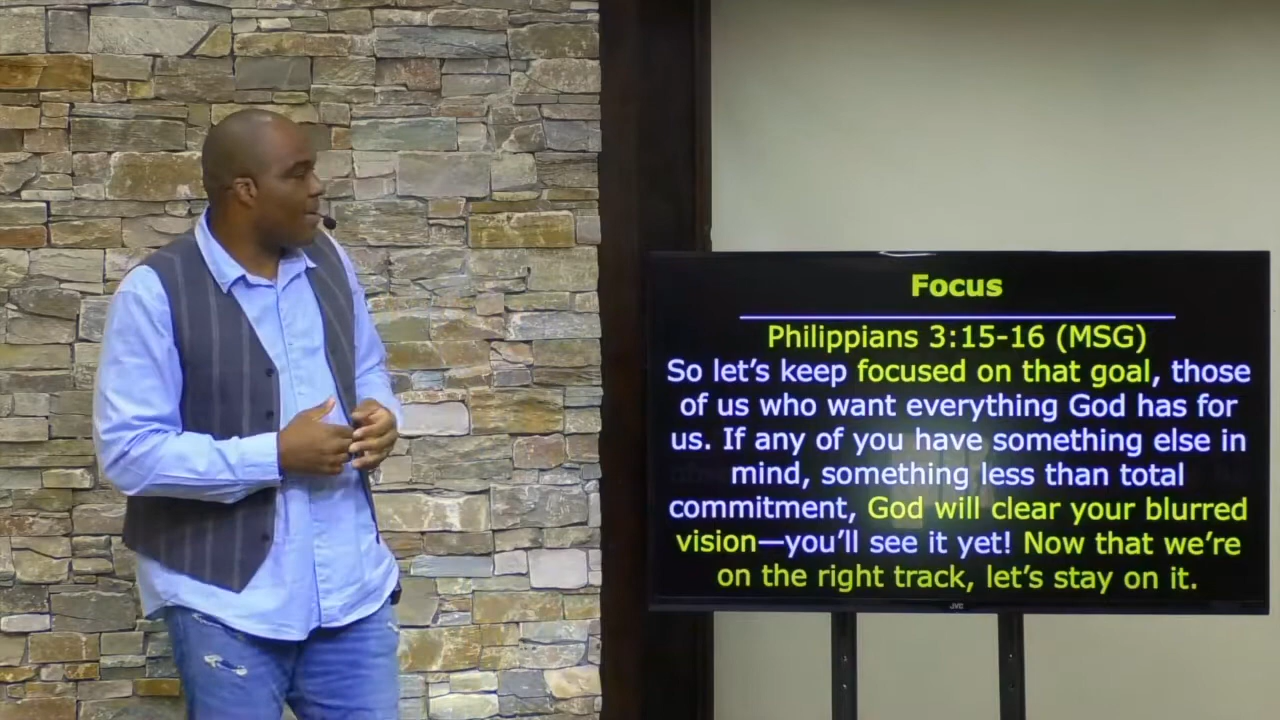 Focus
Philippians 3:15-16 (MSG)
So let's keep focused on that goal, those
of us who want everything God has for
us. If any of you have something else in
mind, something less than total
commitment, God will clear your blurred
vision—you'll see it yet! Now that we're
on the right track, let's stay on it.
JVC